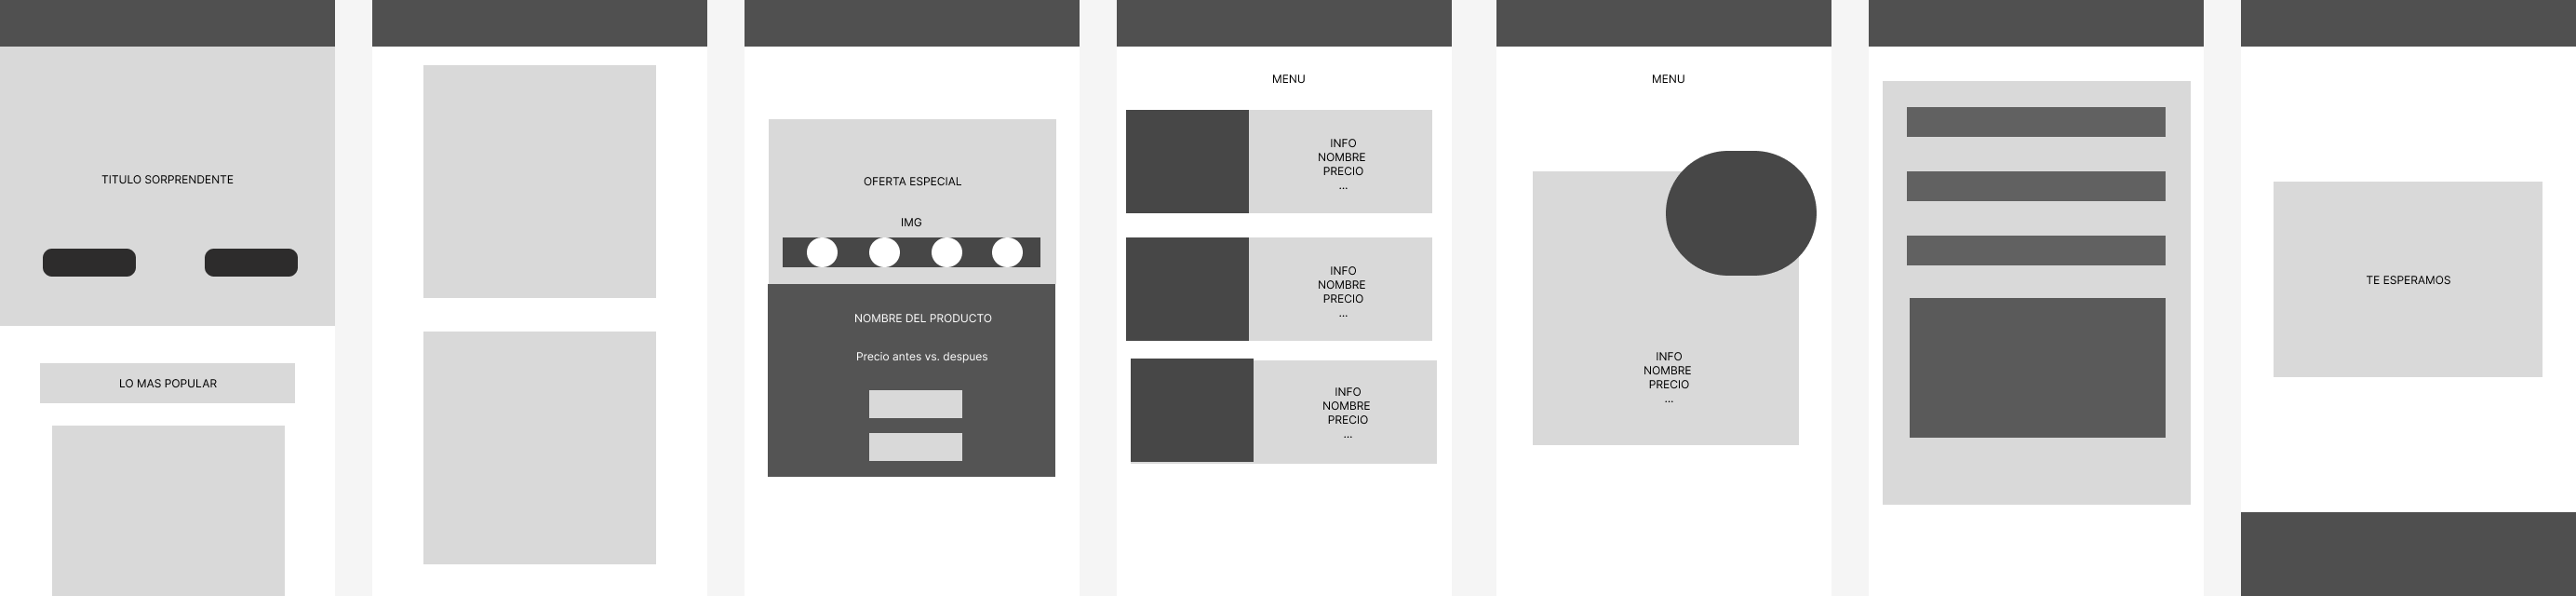 TITULO SORPRENDENTE
LO MAS POPULAR
OFERTA ESPECIAL
IMG
NOMBRE DEL PRODUCTO
Precio antes vs. despues
MENU
INFO
NOMBRE
PRECIO
...
INFO
NOMBRE
PRECIO
...
INFO
NOMBRE
PRECIO
...
MENU
INFO
NOMBRE
PRECIO
...
TE ESPERAMOS